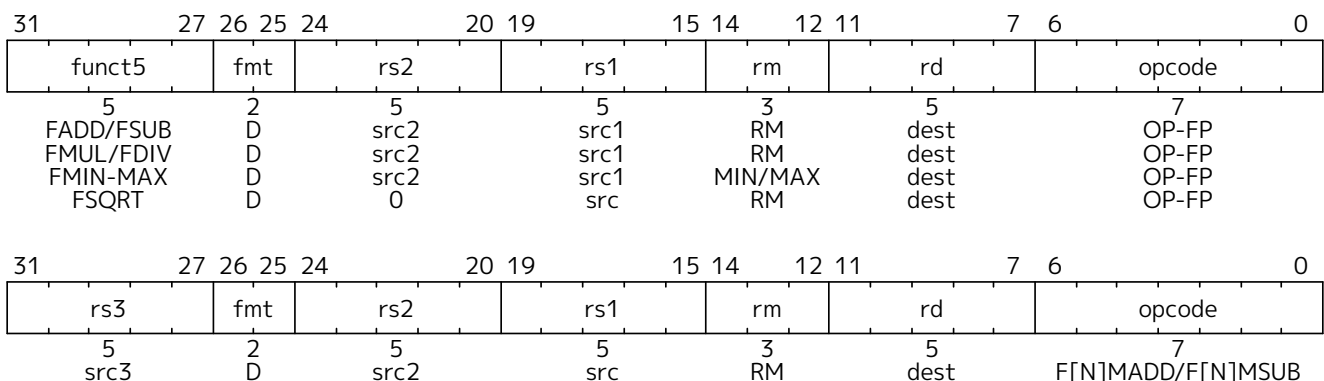 31 27 26 25 24 20 19 15 14 12 11 7 6 0
funct5 fmt rs2 rs1 rm rd opcode
5 2 5 5 3 5 7
FADD/FSUB D src2 src1 RM dest OP-FP
FMUL/FDIV D src2 src1 RM dest OP-FP
FMIN-MAX D src2 src1 MIN/MAX dest OP-FP
FSQRT D 0 src RM dest OP-FP
31 27 26 25 24 20 19 15 14 12 11 7 6 0
rs3 fmt rs2 rs1 rm rd opcode
5 2 5 5 3 5 7
src3 D src2 src RM dest F[N]MADD/F[N]MSUB